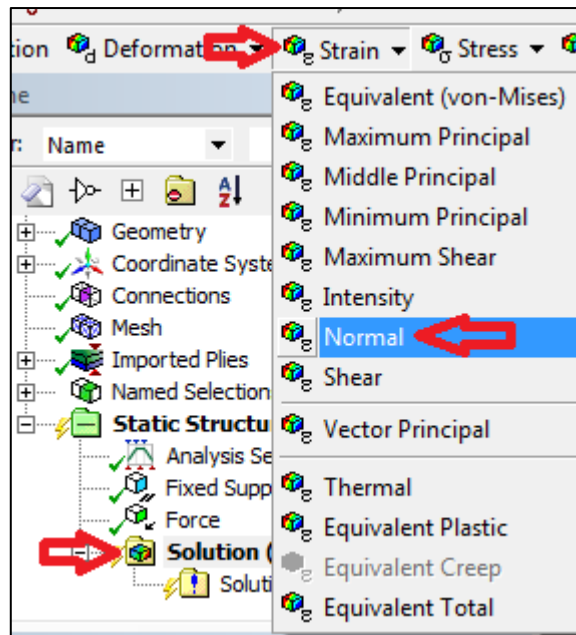 ion Deformation Strain Stress
ne
r: Name
Equivalent (von-Mises)
Maximum Principal
Middle Principal
Minimum Principal
Maximum Shear
Intensity
Normal
Shear
Vector Principal
Thermal
Equivalent Plastic
Equivalent Creep
Equivalent Total
Geometry
Coordinate Syste
Connections
Mesh
Imported Plies
Named Selection
Static Structu
Analysis Se
Fixed Supp
Force
Solution (
Soluti